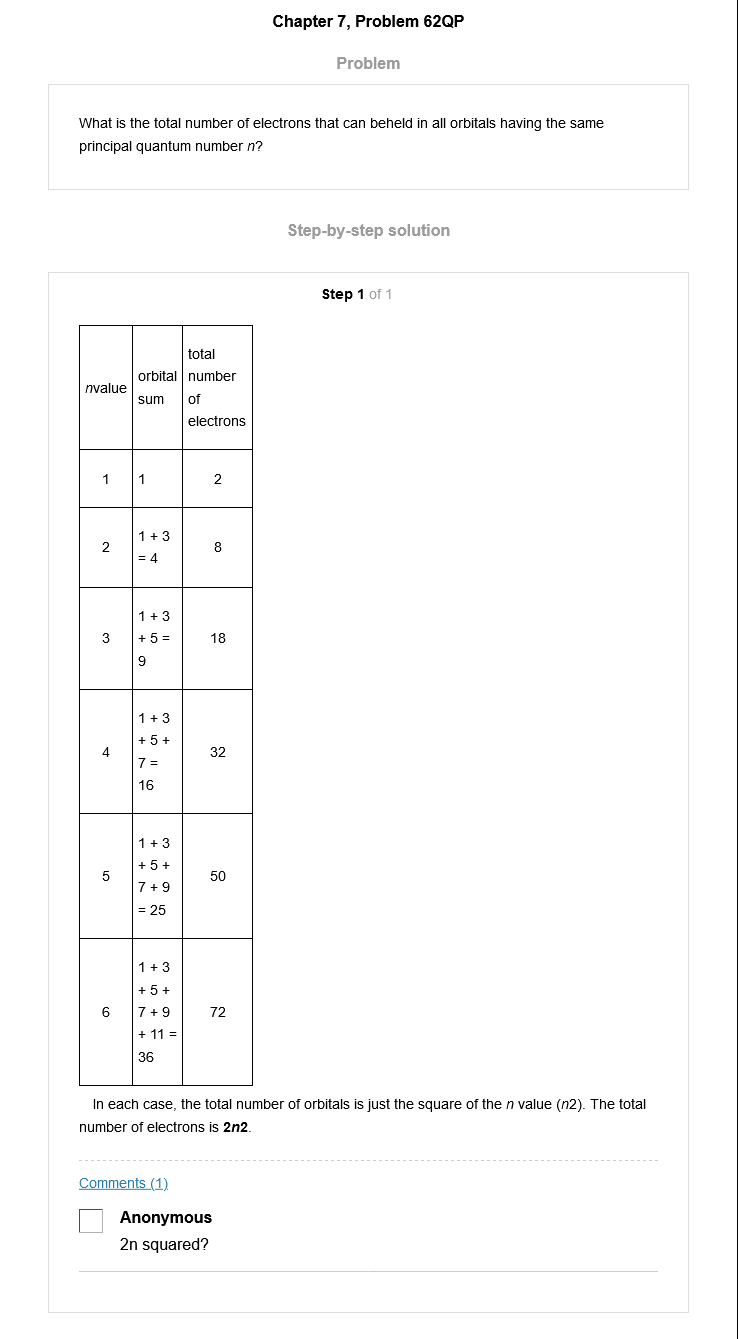 Chapter 7, Problem 62QP
Problem
What is the total number of electrons that can beheld in all orbitals having the same
principal quantum number n?
Step-by-step solution
Step 1 of 1
nvalue
orbital
sum
total
number
of
electrons
1
1
2
2
1 + 3
= 4
8
3
1 + 3
+ 5 =
9
18
4
1 + 3
+ 5 +
7 =
16
32
5
1 + 3
+ 5 +
7 + 9
= 25
50
6
1 + 3
+ 5 +
7 + 9
+ 11 =
36
72
In each case, the total number of orbitals is just the square of the n value (n2). The total
number of electrons is 2n2.
Comments (1)
Anonymous
2n squared?